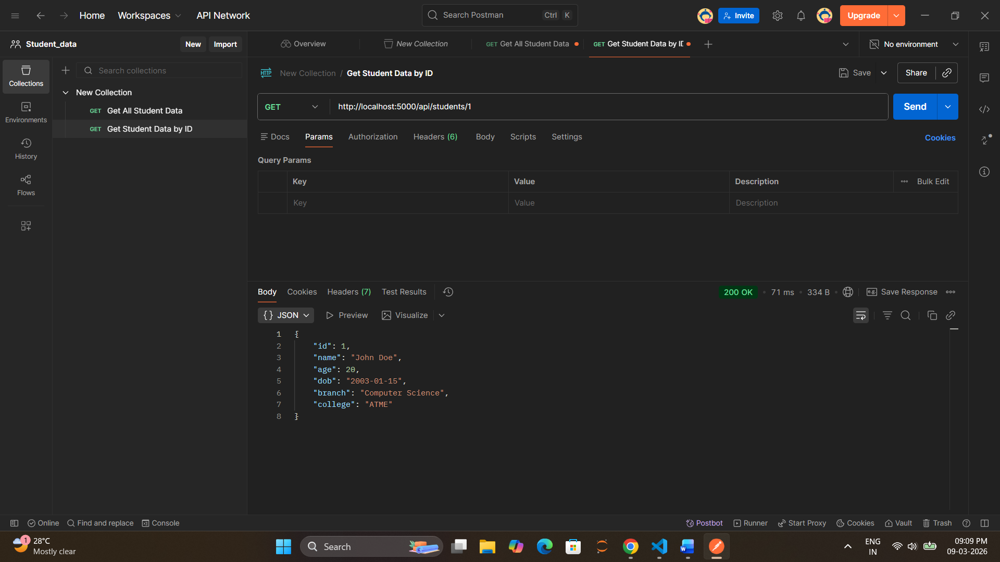 Home Workspaces API Network Search Postman Ctrl K Invite Upgrade
Student_data New Import Overview New Collection GET Get All Student Data GET Get Student Data by ID No environment
Collections
Environments
History
Flows
Search collections
New Collection
GET Get All Student Data
GET Get Student Data by ID
HTTP New Collection / Get Student Data by ID Save Share
GET http://localhost:5000/api/students/1 Send
Docs Params Authorization Headers (6) Body Scripts Settings Cookies
Query Params
Key Value Description Bulk Edit
Key Value Description
Body Cookies Headers (7) Test Results 200 OK 71 ms 334 B e.g. Save Response
{} JSON Preview Visualize
1 {
2 "id": 1,
3 "name": "John Doe",
4 "age": 20,
5 "dob": "2003-01-15",
6 "branch": "Computer Science",
7 "college": "ATME"
8 }
Online Find and replace Console Postbot Runner Start Proxy Cookies Vault Trash
1 28°C
Mostly clear
Search
W
ENG
IN
09:09 PM
09-03-2026